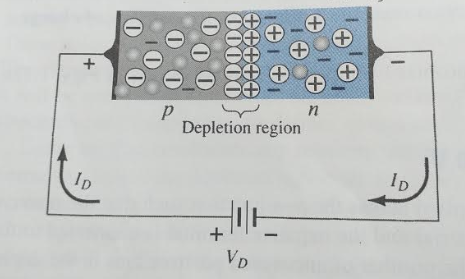 + −
p n
Depletion region
I_D I_D
+ −
V_D